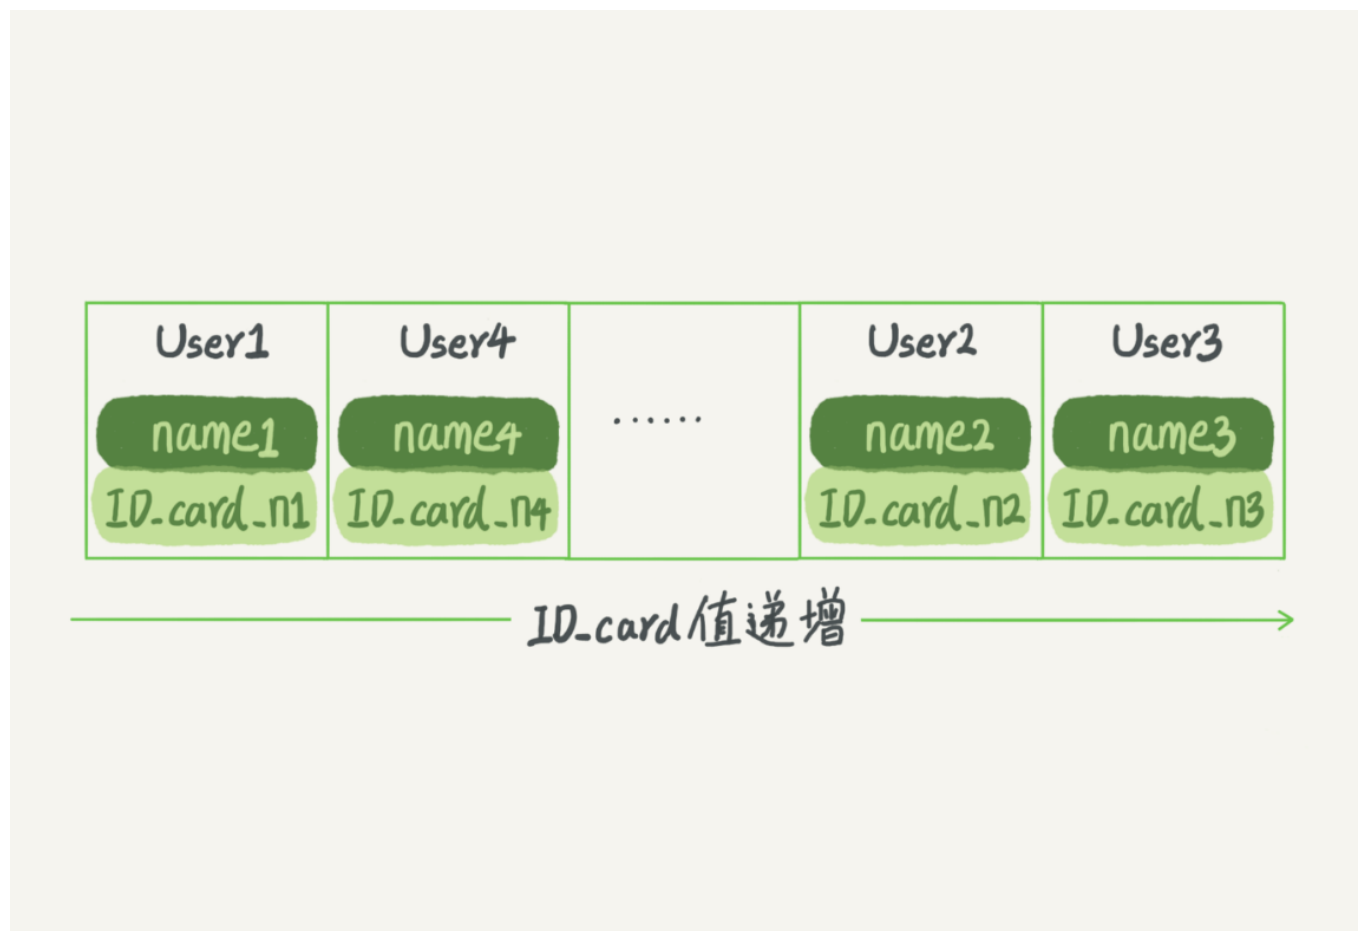 User1 User4 User2 User3
name1 name4 ...... name2 name3
ID_card_n1 ID_card_n4 ID_card_n2 ID_card_n3
ID_card值递增